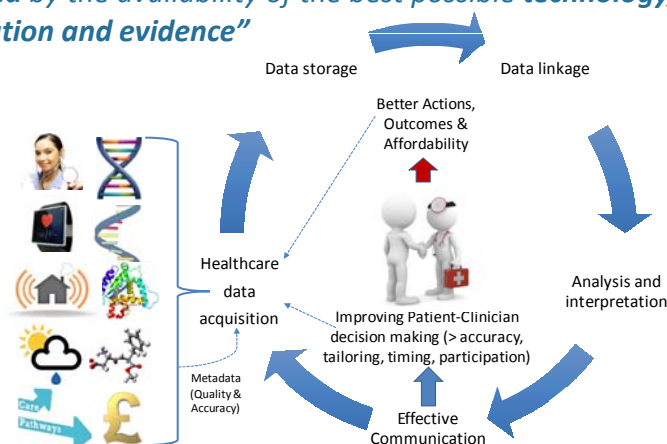 by the availability of the best possible technology,
and evidence”
Data storage
Data linkage
Better Actions,
Outcomes &
Affordability
Healthcare
data
acquisition
Analysis and
interpretation
Improving Patient-Clinician
decision making (> accuracy,
tailoring, timing, participation)
Metadata
(Quality &
Accuracy)
Care
Pathways
£
Effective
Communication